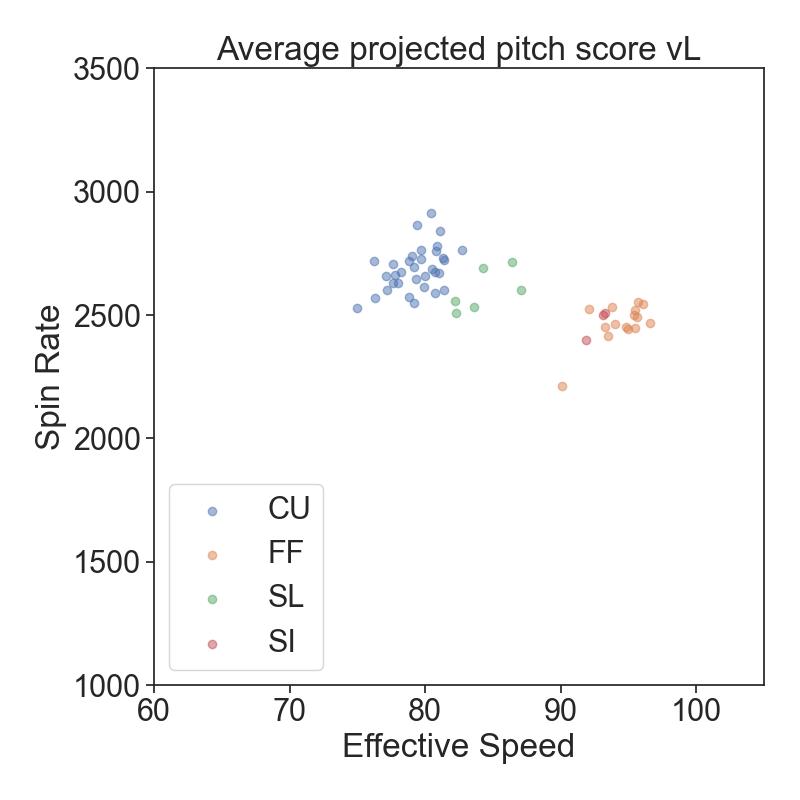 Average projected pitch score vL
3500
3000
2500
2000
1500
1000
Spin Rate
CU
FF
SL
SI
60 70 80 90 100
Effective Speed